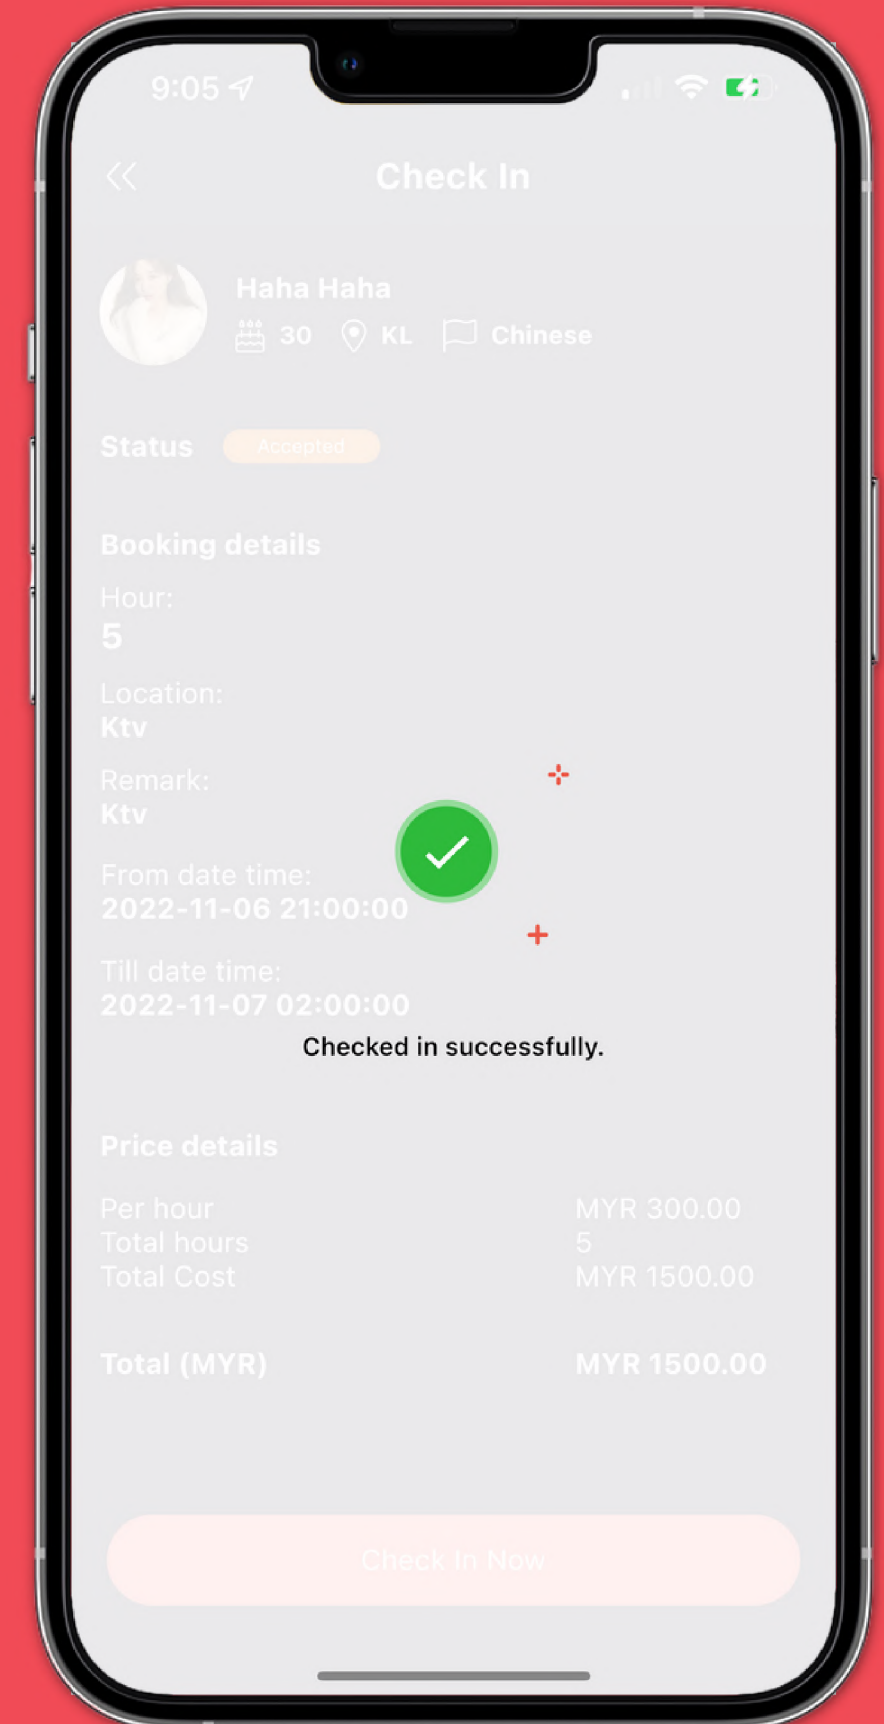 9:05
Check In
Haha Haha
30 KL Chinese
Status Accepted
Booking details
Hour:
5
Location:
Ktv
Remark:
Ktv
From date time:
2022-11-06 21:00:00
Till date time:
2022-11-07 02:00:00
Checked in successfully.
Price details
Per hour MYR 300.00
Total hours 5
Total Cost MYR 1500.00
Total (MYR) MYR 1500.00
Check In Now